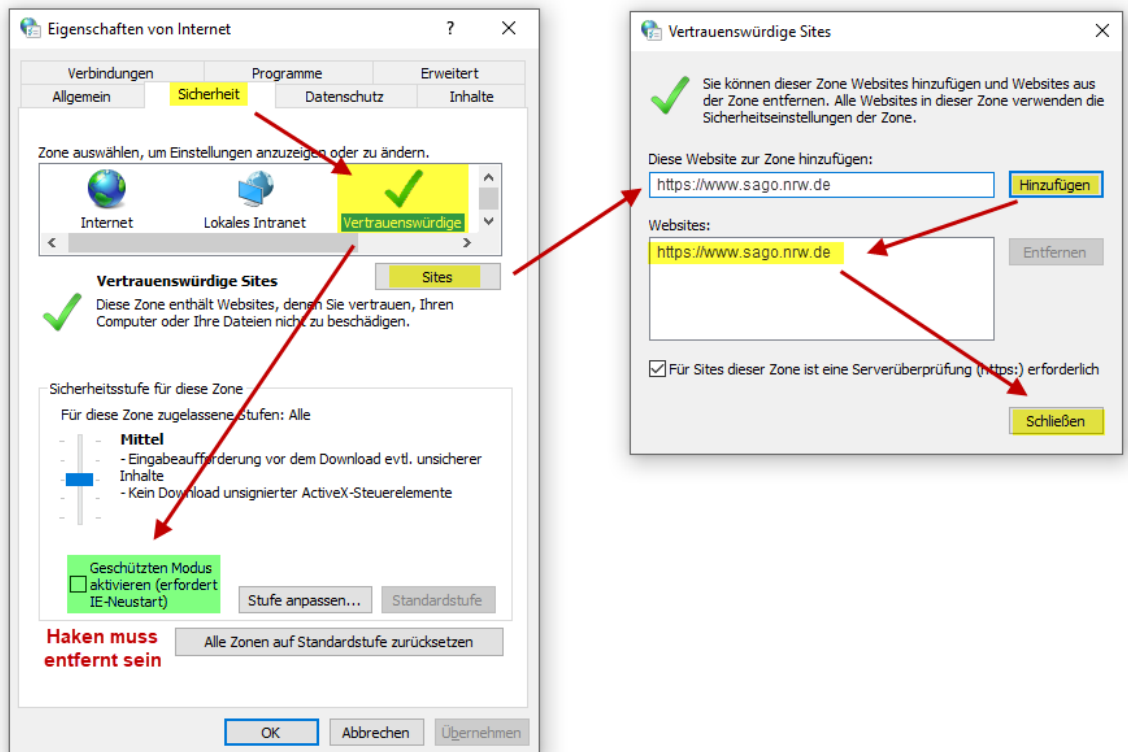 Eigenschaften von Internet
?
Verbindungen
Programme
Erweitert
Allgemein
Sicherheit
Datenschutz
Inhalte
Zone auswählen, um Einstellungen anzuzeigen oder zu ändern.
Internet
Lokales Intranet
Vertrauenswürdige
Sites
Vertrauenswürdige Sites
Diese Zone enthält Websites, denen Sie vertrauen, Ihren
Computer oder Ihre Dateien nicht zu beschädigen.
Sicherheitsstufe für diese Zone
Für diese Zone zugelassene Stufen: Alle
Mittel
- Eingabeaufforderung vor dem Download evtl. unsicherer
Inhalte
- Kein Download unsignierter ActiveX-Steuerelemente
Geschützten Modus
aktivieren (erfordert
IE-Neustart)
Stufe anpassen...
Standardstufe
Haken muss
entfernt sein
Alle Zonen auf Standardstufe zurücksetzen
OK
Abbrechen
Übernehmen
Vertrauenswürdige Sites
Sie können dieser Zone Websites hinzufügen und Websites aus
der Zone entfernen. Alle Websites in dieser Zone verwenden die
Sicherheitseinstellungen der Zone.
Diese Website zur Zone hinzufügen:
https://www.sago.nrw.de
Hinzufügen
Websites:
https://www.sago.nrw.de
Entfernen
Für Sites dieser Zone ist eine Serverüberprüfung (https:) erforderlich
Schließen